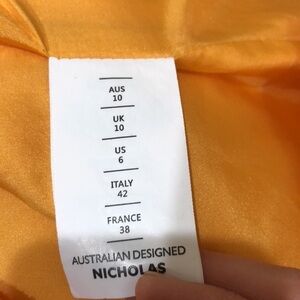 AUS
10
UK
10
US
6
ITALY
42
FRANCE
38
AUSTRALIAN DESIGNED
NICHOLAS